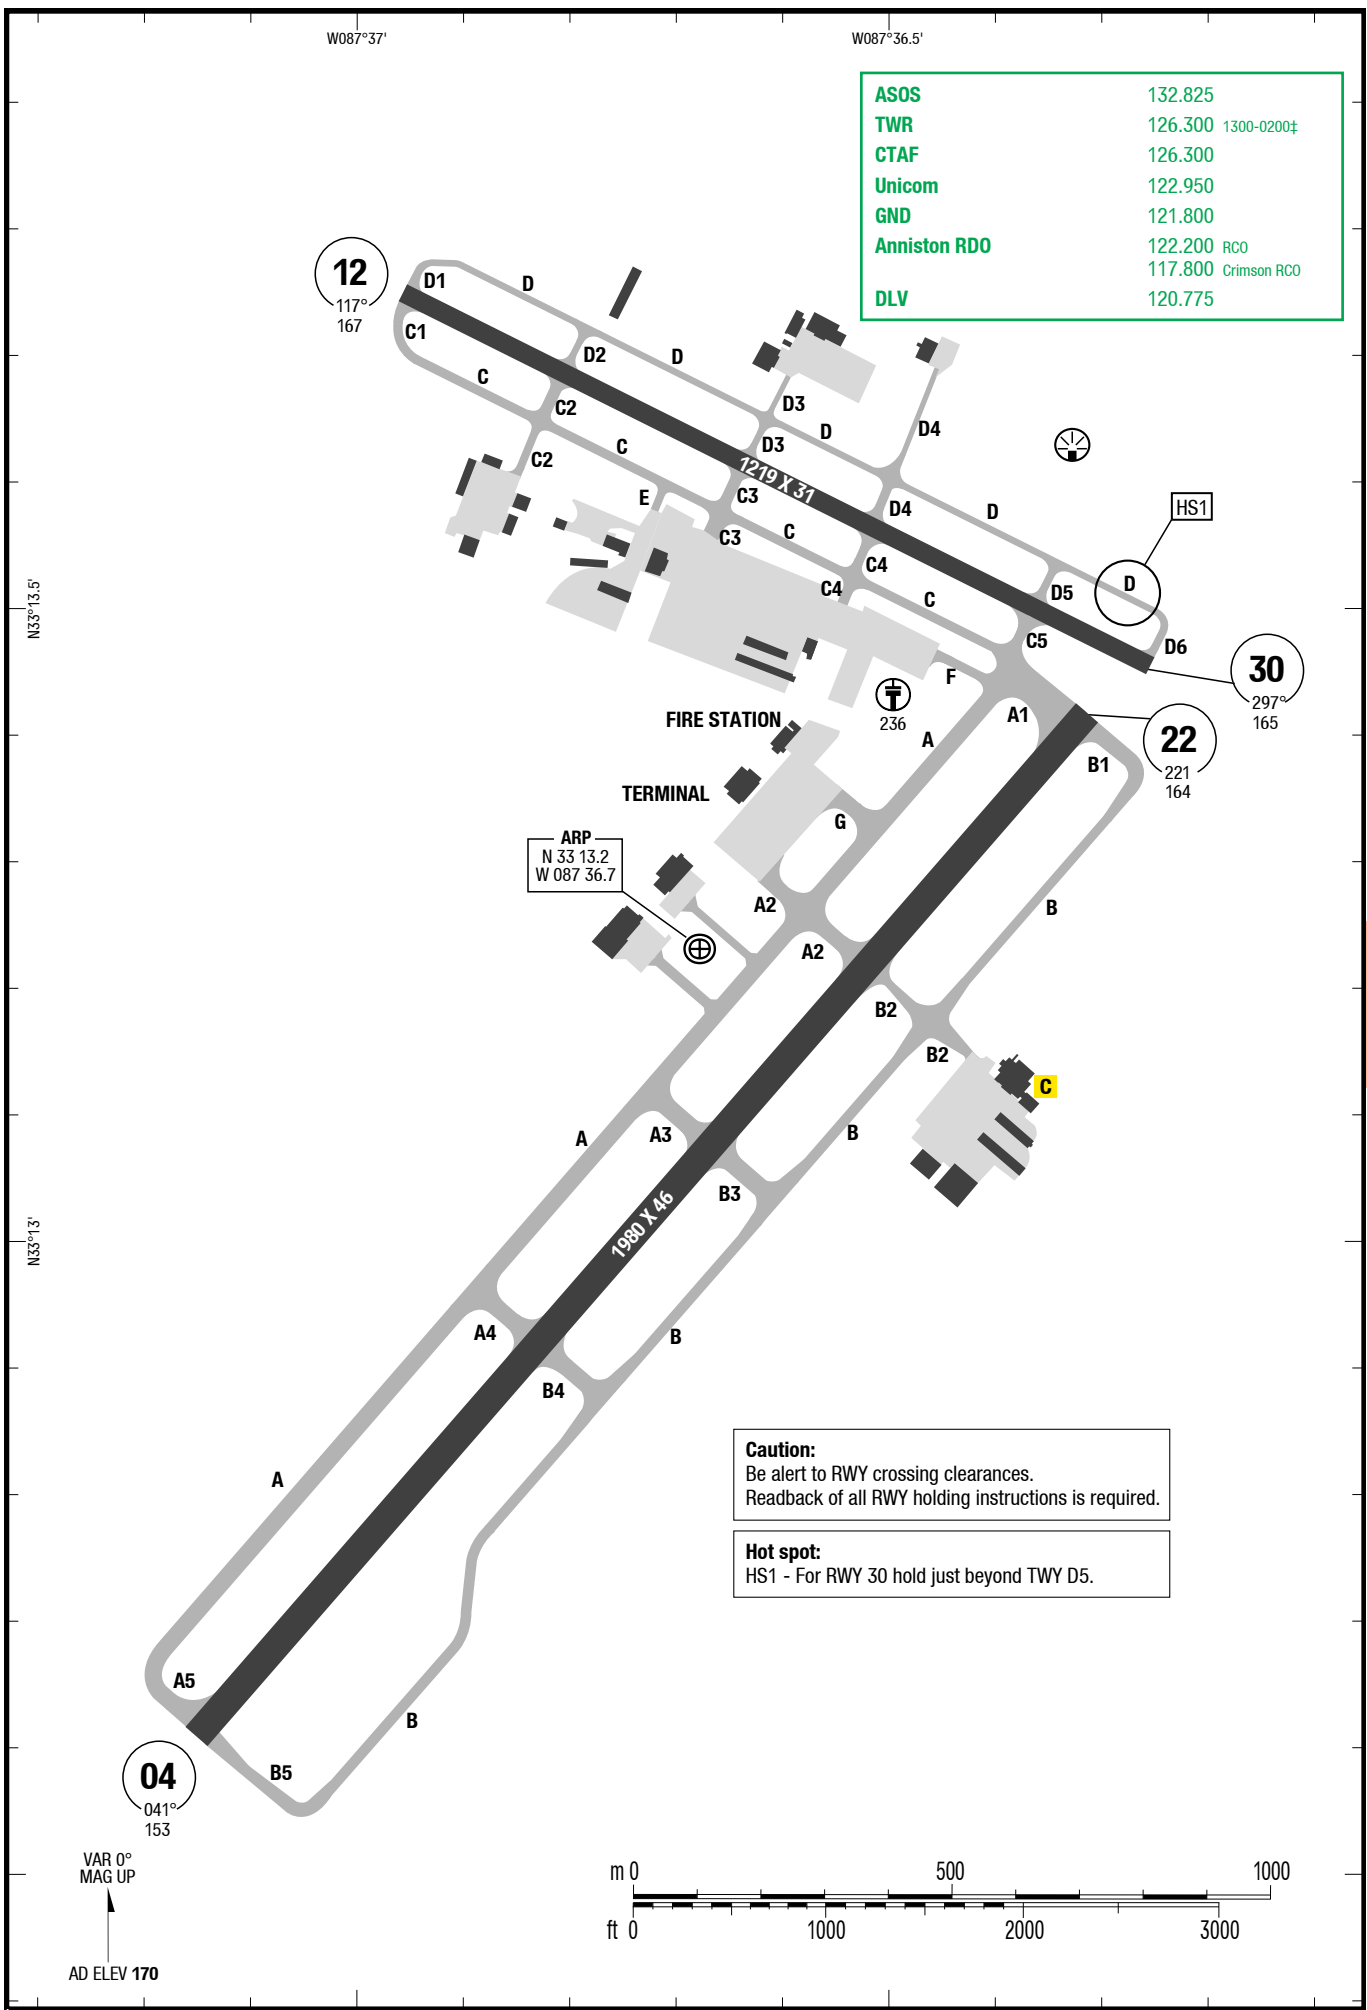 W087°37'
W087°36.5'
ASOS 132.825
TWR 126.300 1300-0200‡
CTAF 126.300
Unicom 122.950
GND 121.800
Anniston RDO 122.200 RCO
117.800 Crimson RCO
DLV 120.775
12
117°
167
D1
D
C1
D2
D
C
C2
D3
D
D4
C
D3
C2
1219 X 31
E
C3
D4
D
HS1
C3
C
C4
C4
C
D5
D
N33°13.5'
C5
D6
30
297°
165
F
236
FIRE STATION
A1
A
22
221
164
TERMINAL
B1
G
ARP
N 33 13.2
W 087 36.7
A2
B
A2
B2
B2
C
A
A3
B
B3
1980 X 46
N33°13'
A4
B
B4
A
Caution:
Be alert to RWY crossing clearances.
Readback of all RWY holding instructions is required.
Hot spot:
HS1 - For RWY 30 hold just beyond TWY D5.
A5
B
B5
04
041°
153
VAR 0°
MAG UP
AD ELEV 170
m 0 500 1000
ft 0 1000 2000 3000